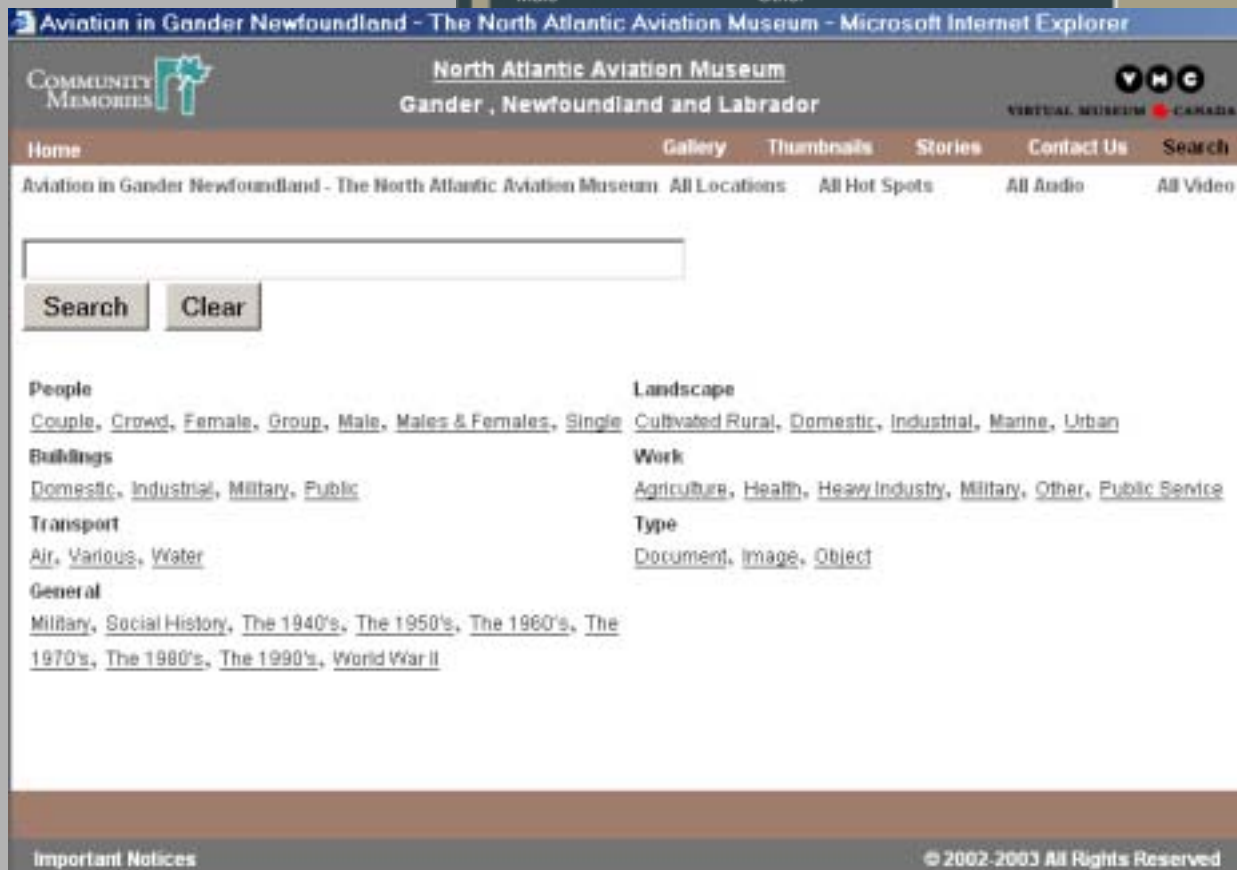 Aviation in Gander Newfoundland - The North Atlantic Aviation Museum - Microsoft Internet Explorer
COMMUNITY MEMORIES
North Atlantic Aviation Museum
Gander , Newfoundland and Labrador
VMC
VIRTUAL MUSEUM CANADA
Home Gallery Thumbnails Stories Contact Us Search
Aviation in Gander Newfoundland - The North Atlantic Aviation Museum All Locations All Hot Spots All Audio All Video
Search Clear
People
Couple, Crowd, Female, Group, Male, Males & Females, Single
Buildings
Domestic, Industrial, Military, Public
Transport
Air, Various, Water
General
Military, Social History, The 1940's, The 1950's, The 1960's, The
1970's, The 1980's, The 1990's, World War II
Landscape
Cultivated Rural, Domestic, Industrial, Marine, Urban
Work
Agriculture, Health, Heavy Industry, Military, Other, Public Service
Type
Document, Image, Object
Important Notices © 2002-2003 All Rights Reserved